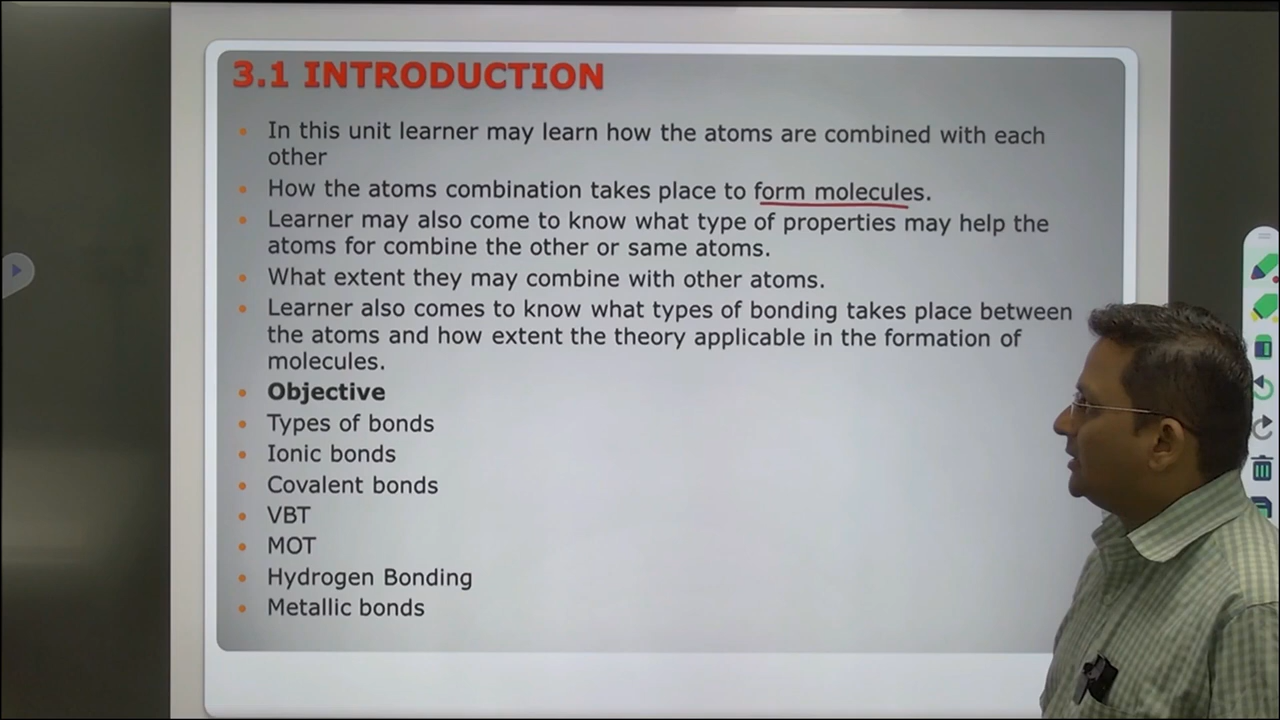 3.1 INTRODUCTION
• In this unit learner may learn how the atoms are combined with each
other
• How the atoms combination takes place to form molecules.
• Learner may also come to know what type of properties may help the
atoms for combine the other or same atoms.
• What extent they may combine with other atoms.
• Learner also comes to know what types of bonding takes place between
the atoms and how extent the theory applicable in the formation of
molecules.
• Objective
• Types of bonds
• Ionic bonds
• Covalent bonds
• VBT
• MOT
• Hydrogen Bonding
• Metallic bonds